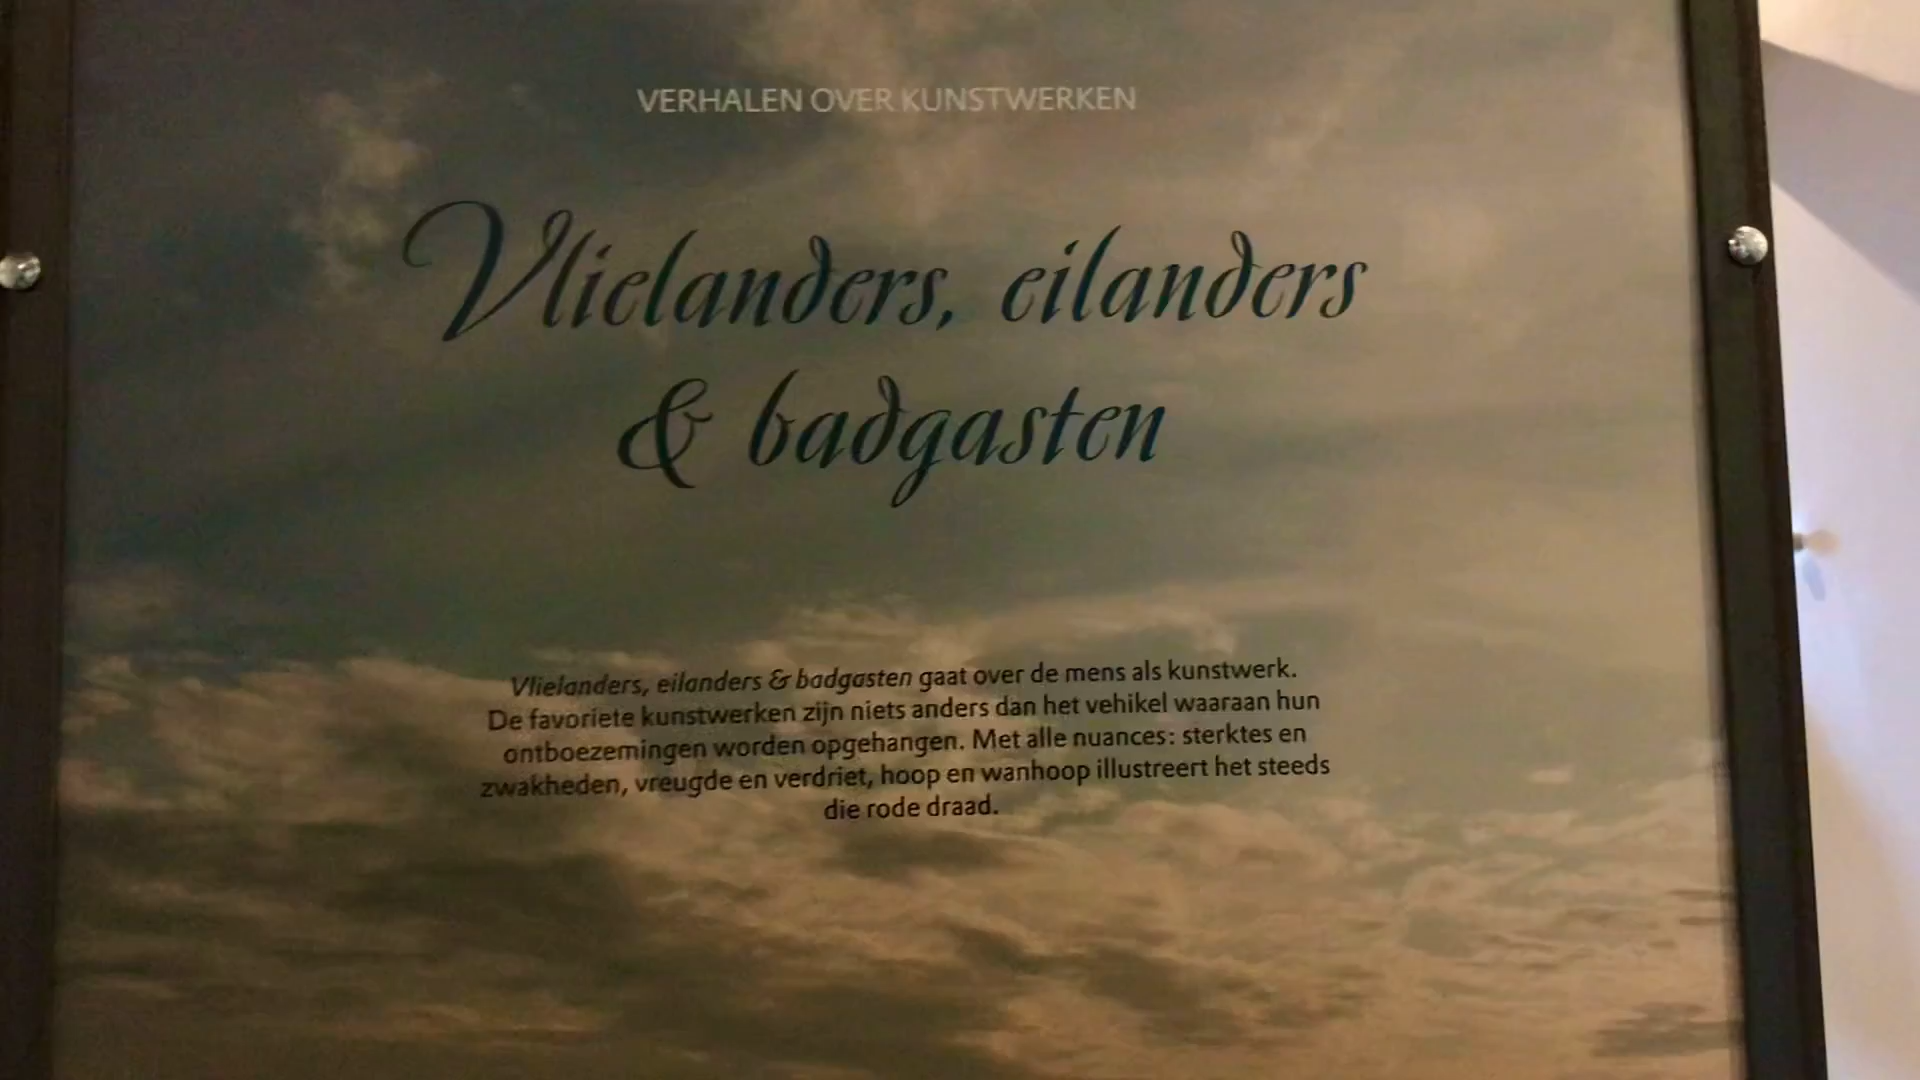 VERHALEN OVER KUNSTWERKEN
Vlielanders, eilanders
& badgasten
Vlielanders, eilanders & badgasten gaat over de mens als kunstwerk.
De favoriete kunstwerken zijn niets anders dan het vehikel waaraan hun
ontboezemingen worden opgehangen. Met alle nuances: sterktes en
zwakheden, vreugde en verdriet, hoop en wanhoop illustreert het steeds
die rode draad.